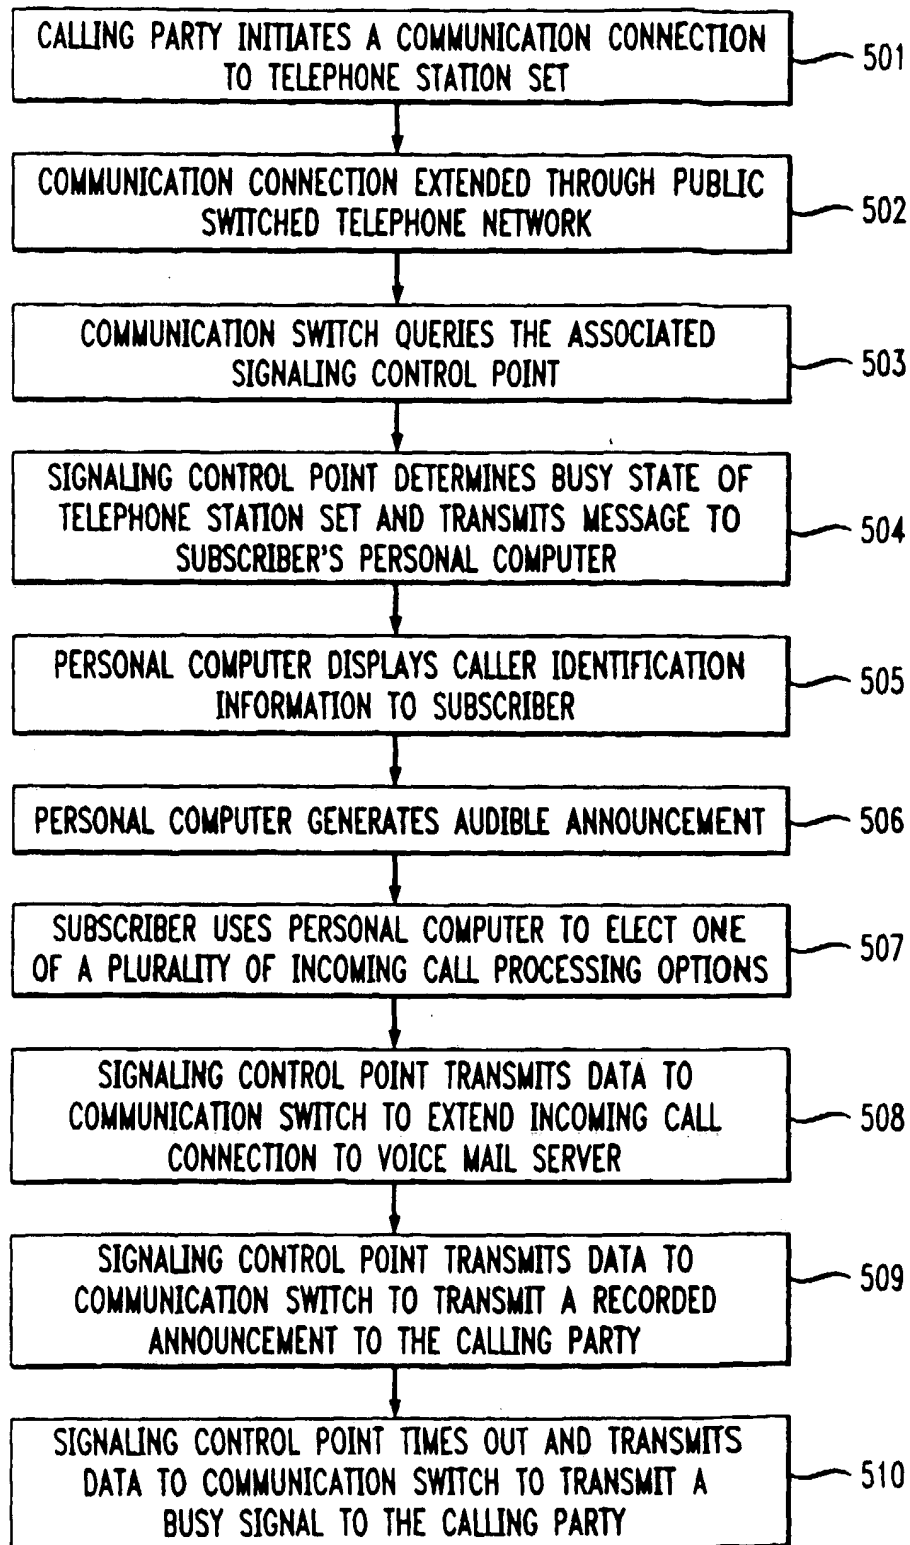 CALLING PARTY INITIATES A COMMUNICATION CONNECTION
TO TELEPHONE STATION SET
501
COMMUNICATION CONNECTION EXTENDED THROUGH PUBLIC
SWITCHED TELEPHONE NETWORK
502
COMMUNICATION SWITCH QUERIES THE ASSOCIATED
SIGNALING CONTROL POINT
503
SIGNALING CONTROL POINT DETERMINES BUSY STATE OF
TELEPHONE STATION SET AND TRANSMITS MESSAGE TO
SUBSCRIBER'S PERSONAL COMPUTER
504
PERSONAL COMPUTER DISPLAYS CALLER IDENTIFICATION
INFORMATION TO SUBSCRIBER
505
PERSONAL COMPUTER GENERATES AUDIBLE ANNOUNCEMENT
506
SUBSCRIBER USES PERSONAL COMPUTER TO ELECT ONE
OF A PLURALITY OF INCOMING CALL PROCESSING OPTIONS
507
SIGNALING CONTROL POINT TRANSMITS DATA TO
COMMUNICATION SWITCH TO EXTEND INCOMING CALL
CONNECTION TO VOICE MAIL SERVER
508
SIGNALING CONTROL POINT TRANSMITS DATA TO
COMMUNICATION SWITCH TO TRANSMIT A RECORDED
ANNOUNCEMENT TO THE CALLING PARTY
509
SIGNALING CONTROL POINT TIMES OUT AND TRANSMITS
DATA TO COMMUNICATION SWITCH TO TRANSMIT A
BUSY SIGNAL TO THE CALLING PARTY
510